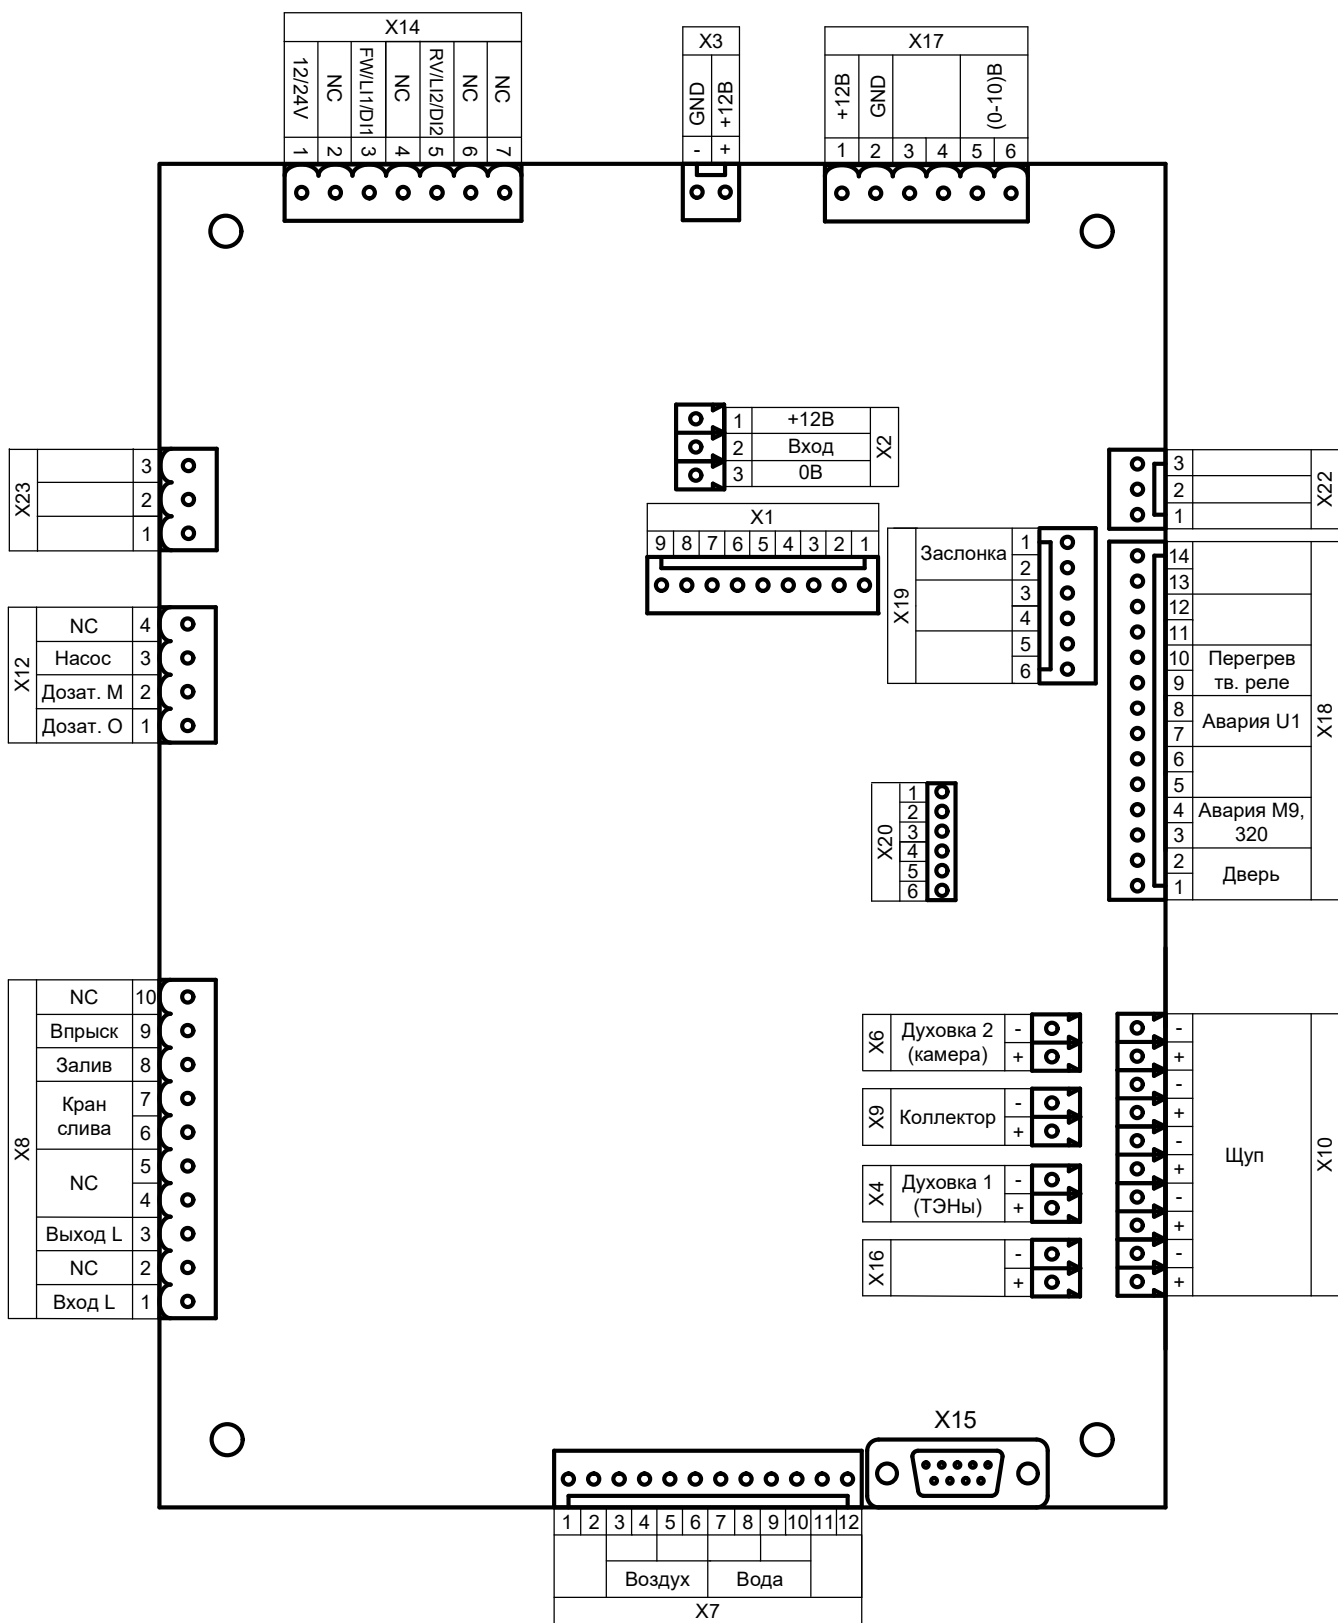 X14
12/24V
NC
FW/LI1/DI1
NC
RV/LI2/DI2
NC
NC
1 2 3 4 5 6 7
X3
GND
+12В
- +
X17
+12В
GND
(0-10)В
1 2 3 4 5 6
1 +12В
2 Вход
3 0В
X2
X1
9 8 7 6 5 4 3 2 1
X23
3
2
1
X22
3
2
1
X19
Заслонка
1
2
3
4
5
6
X12
NC 4
Насос 3
Дозат. М 2
Дозат. О 1
X18
14
13
12
11
10 Перегрев
9 тв. реле
8
7
Авария U1
6
5
4 Авария М9,
3 320
2
1
Дверь
X20
1
2
3
4
5
6
X8
NC 10
Впрыск 9
Залив 8
Кран 7
слива 6
NC
5
4
Выход L 3
NC 2
Вход L 1
X6
Духовка 2 -
(камера) +
X9
Коллектор
-
+
X4
Духовка 1 -
(ТЭНы) +
X16
-
+
X10
Щуп
-
+
-
+
-
+
-
+
-
+
X15
1 2 3 4 5 6 7 8 9 10 11 12
Воздух Вода
X7